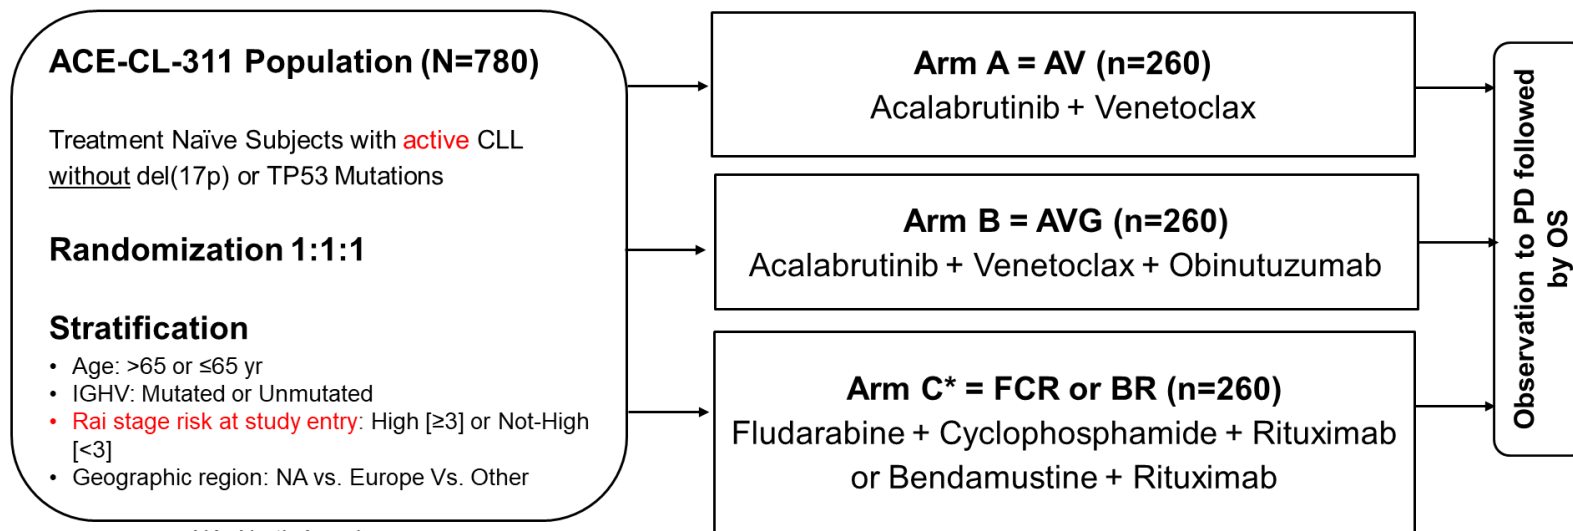 ACE-CL-311 Population (N=780)
Treatment Naïve Subjects with active CLL
without del(17p) or TP53 Mutations
Randomization 1:1:1
Stratification
• Age: >65 or ≤65 yr
• IGHV: Mutated or Unmutated
• Rai stage risk at study entry: High [≥3] or Not-High
[<3]
• Geographic region: NA vs. Europe Vs. Other
Arm A = AV (n=260)
Acalabrutinib + Venetoclax
Arm B = AVG (n=260)
Acalabrutinib + Venetoclax + Obinutuzumab
Arm C* = FCR or BR (n=260)
Fludarabine + Cyclophosphamide + Rituximab
or Bendamustine + Rituximab
Observation to PD followed
by OS